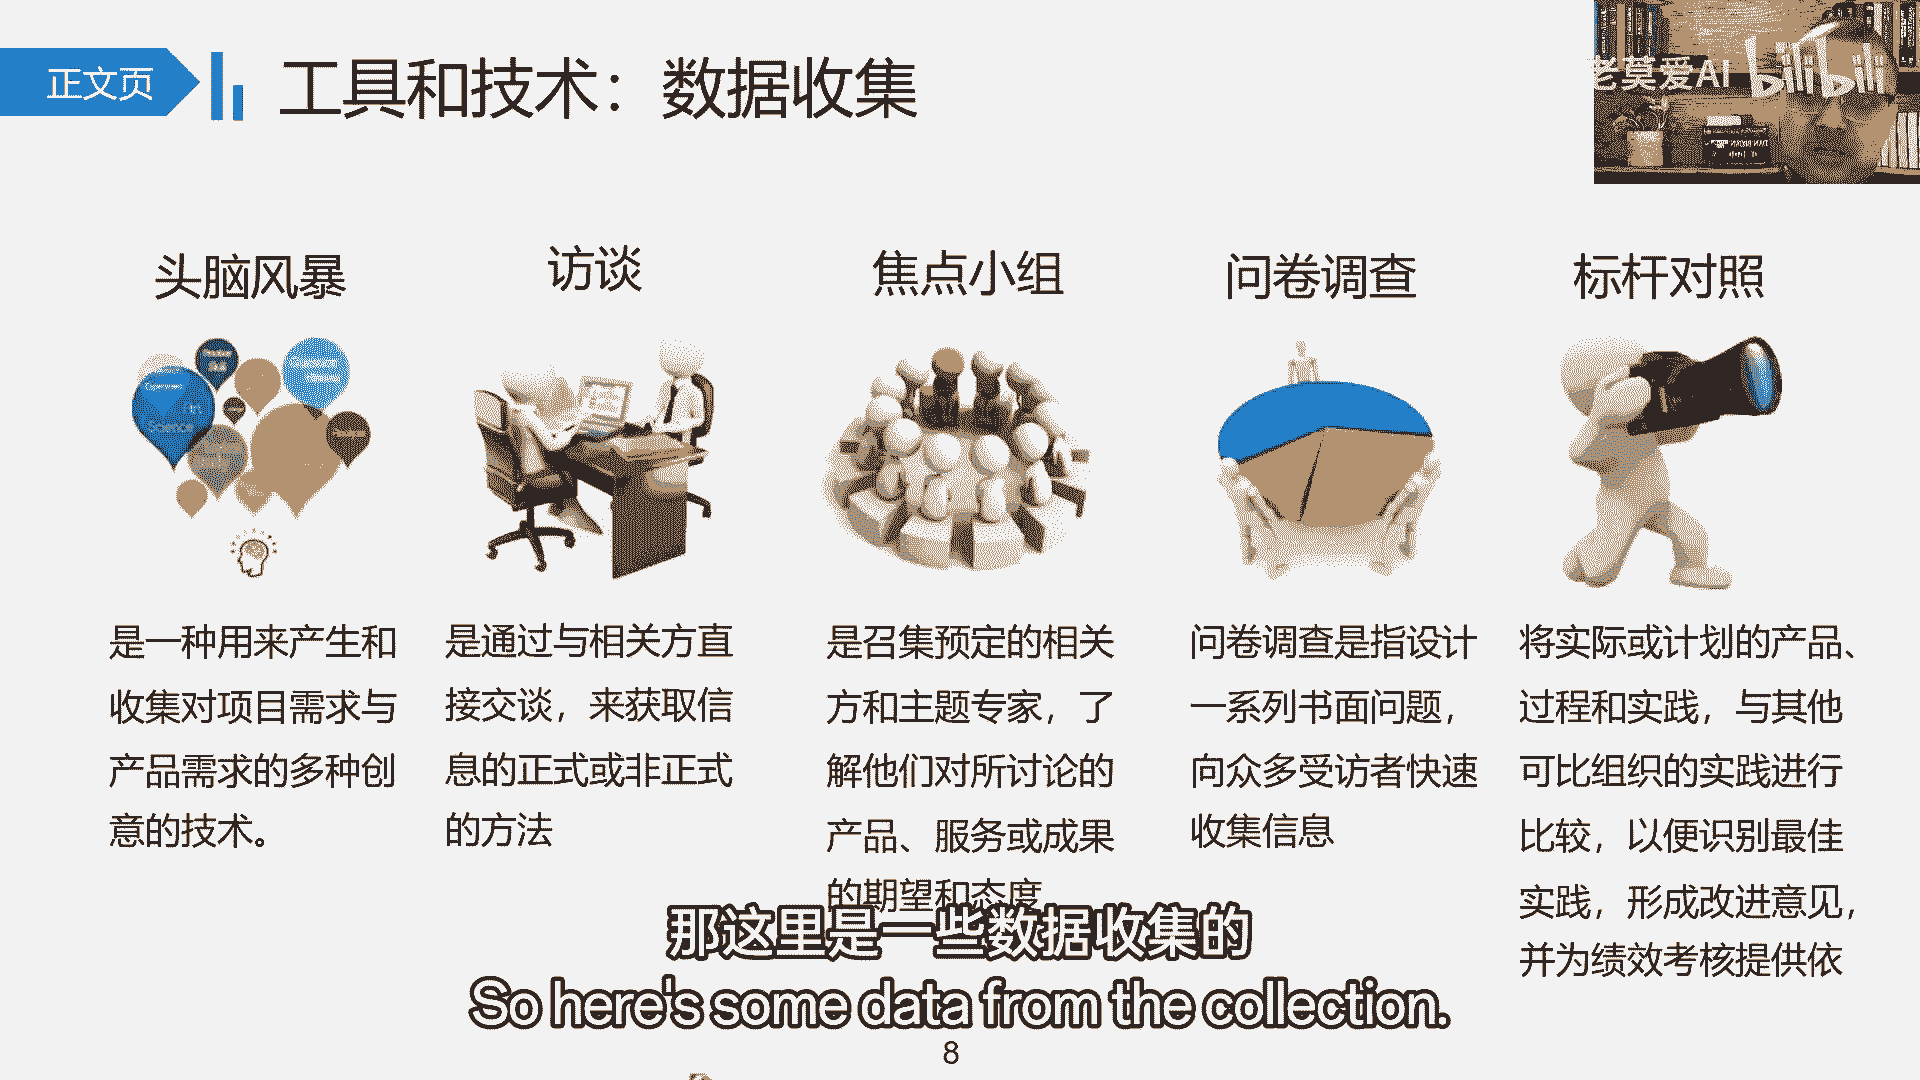 正文页
工具和技术：数据收集
老莫爱AI bilibili
头脑风暴
是一种用来产生和
收集对项目需求与
产品需求的多种创
意的技术。
访谈
是通过与相关方直
接交谈，来获取信
息的正式或非正式
的方法
焦点小组
是召集预定的相关
方和主题专家，了
解他们对所讨论的
产品、服务或成果
的期望和态度
问卷调查
问卷调查是指设计
一系列书面问题，
向众多受访者快速
收集信息
标杆对照
将实际或计划的产品、
过程和实践，与其他
可比组织的实践进行
比较，以便识别最佳
实践，形成改进意见，
并为绩效考核提供依
那这里是一些数据收集的
So here's some data from the collection.
8